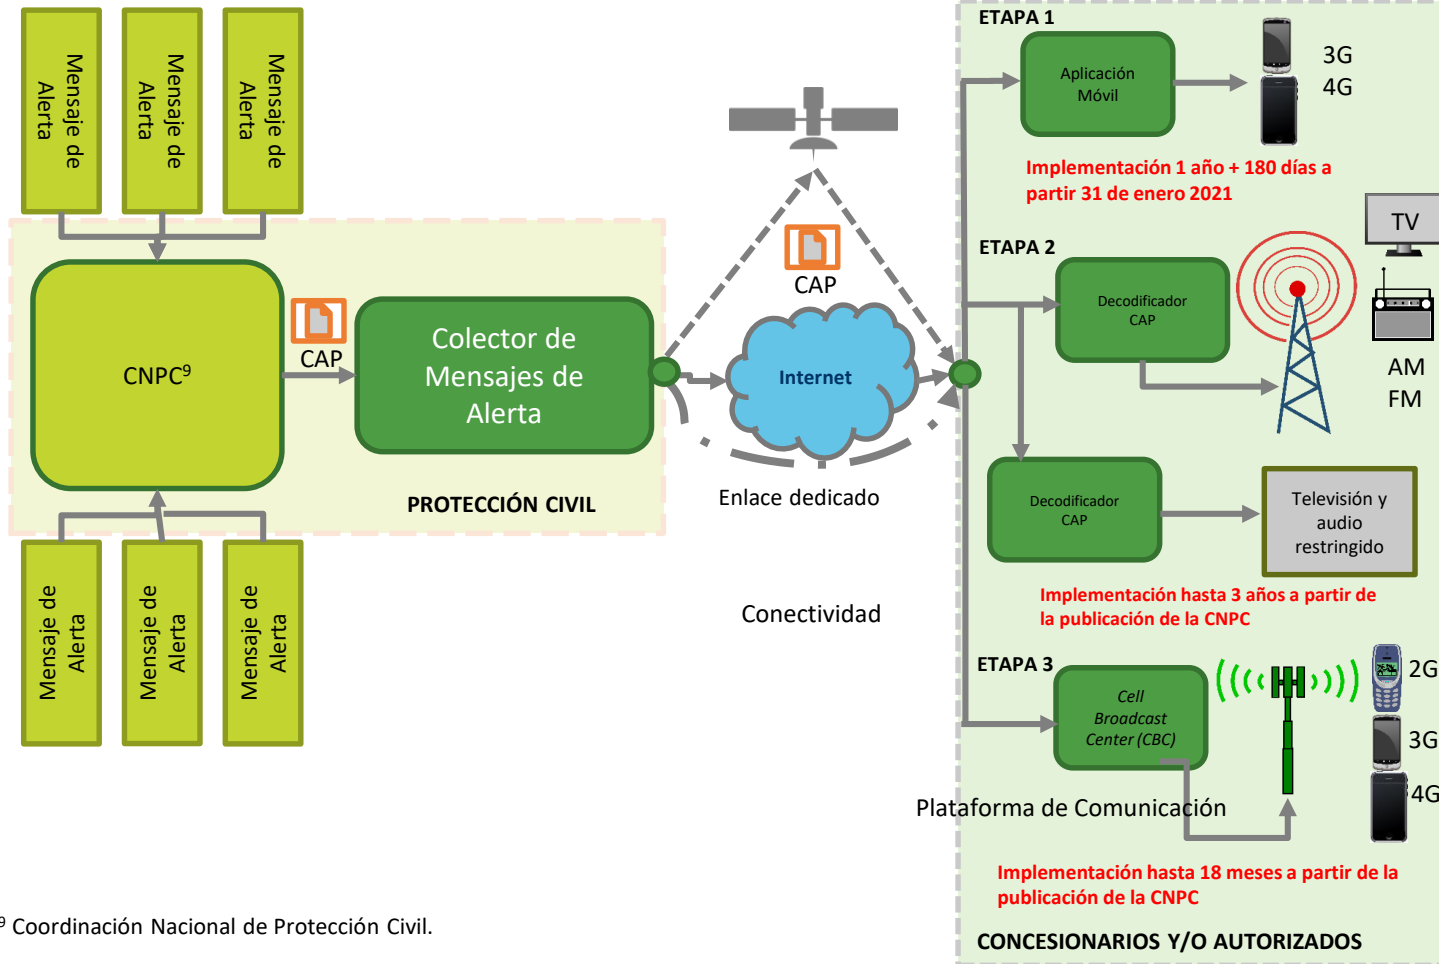 Mensaje de
Alerta
Mensaje de
Alerta
Mensaje de
Alerta
CNPC⁹
CAP
Colector de
Mensajes de
Alerta
PROTECCIÓN CIVIL
Mensaje de
Alerta
Mensaje de
Alerta
Mensaje de
Alerta
CAP
Internet
Enlace dedicado
Conectividad
ETAPA 1
Aplicación
Móvil
3G
4G
Implementación 1 año + 180 días a
partir 31 de enero 2021
ETAPA 2
Decodificador
CAP
TV
AM
FM
Decodificador
CAP
Televisión y
audio
restringido
Implementación hasta 3 años a partir de
la publicación de la CNPC
ETAPA 3
Cell
Broadcast
Center (CBC)
2G
3G
4G
Plataforma de Comunicación
Implementación hasta 18 meses a partir de la
publicación de la CNPC
CONCESIONARIOS Y/O AUTORIZADOS
⁹ Coordinación Nacional de Protección Civil.